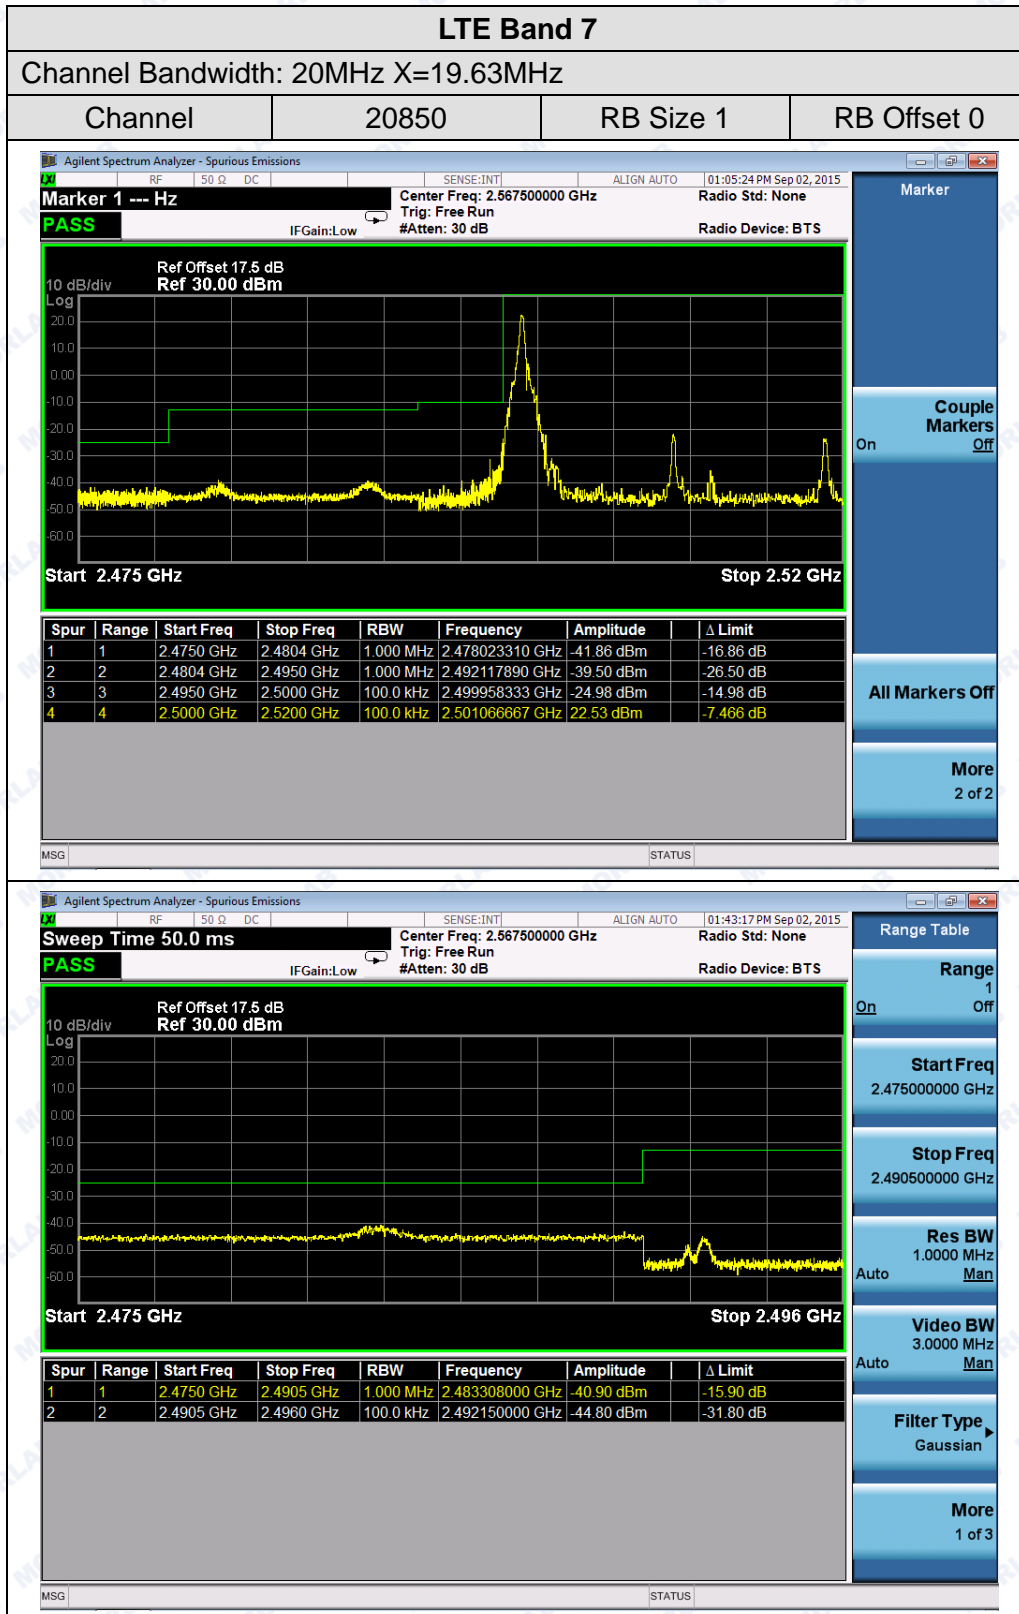 LTE Band 7
Channel Bandwidth: 20MHz X=19.63MHz
Channel 20850 RB Size 1 RB Offset 0
Agilent Spectrum Analyzer - Spurious Emissions
LXI RF 50 Ω DC SENSE:INT ALIGN AUTO 01:05:24 PM Sep 02, 2015
Marker 1 --- Hz Center Freq: 2.567500000 GHz Radio Std: None
Trig: Free Run
PASS IFGain:Low #Atten: 30 dB Radio Device: BTS
Marker
Ref Offset 17.5 dB
10 dB/div Ref 30.00 dBm
Log
20.0
10.0
0.00
-10.0
-20.0
-30.0
-40.0
-50.0
-60.0
Start 2.475 GHz Stop 2.52 GHz
Spur Range Start Freq Stop Freq RBW Frequency Amplitude Δ Limit
1 1 2.4750 GHz 2.4804 GHz 1.000 MHz 2.478023310 GHz -41.86 dBm -16.86 dB
2 2 2.4804 GHz 2.4950 GHz 1.000 MHz 2.492117890 GHz -39.50 dBm -26.50 dB
3 3 2.4950 GHz 2.5000 GHz 100.0 kHz 2.499958333 GHz -24.98 dBm -14.98 dB
4 4 2.5000 GHz 2.5200 GHz 100.0 kHz 2.501066667 GHz 22.53 dBm -7.466 dB
Couple
Markers
On Off
All Markers Off
More
2 of 2
MSG STATUS
Agilent Spectrum Analyzer - Spurious Emissions
LXI RF 50 Ω DC SENSE:INT ALIGN AUTO 01:43:17 PM Sep 02, 2015
Sweep Time 50.0 ms Center Freq: 2.567500000 GHz Radio Std: None
Trig: Free Run
PASS IFGain:Low #Atten: 30 dB Radio Device: BTS
Range Table
Ref Offset 17.5 dB
10 dB/div Ref 30.00 dBm
Log
20.0
10.0
0.00
-10.0
-20.0
-30.0
-40.0
-50.0
-60.0
Start 2.475 GHz Stop 2.496 GHz
Spur Range Start Freq Stop Freq RBW Frequency Amplitude Δ Limit
1 1 2.4750 GHz 2.4905 GHz 1.000 MHz 2.483308000 GHz -40.90 dBm -15.90 dB
2 2 2.4905 GHz 2.4960 GHz 100.0 kHz 2.492150000 GHz -44.80 dBm -31.80 dB
Range
1
On Off
Start Freq
2.475000000 GHz
Stop Freq
2.490500000 GHz
Res BW
1.0000 MHz
Auto Man
Video BW
3.0000 MHz
Auto Man
Filter Type
Gaussian
More
1 of 3
MSG STATUS